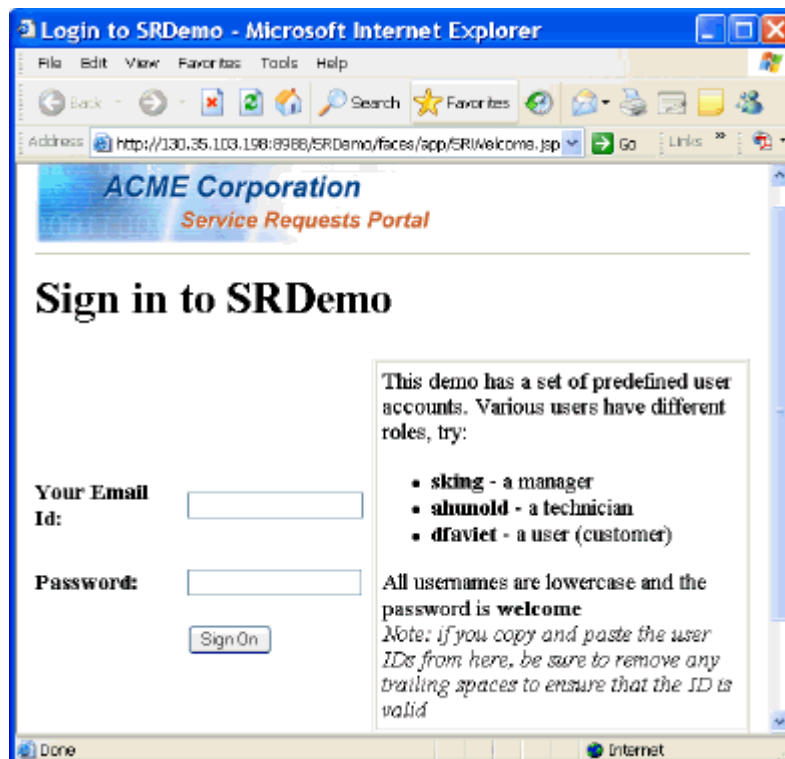 Login to SRDemo - Microsoft Internet Explorer
File Edit View Favorites Tools Help
Back Search Favorites
Address http://130.35.103.198:8988/SRDemo/faces/app/SRWelcome.jsp Go Links »
ACME Corporation
Service Requests Portal
Sign in to SRDemo
This demo has a set of predefined user
accounts. Various users have different
roles, try:
• sking - a manager
• ahunold - a technician
• dfaviet - a user (customer)
Your Email
Id:
Password:
All usernames are lowercase and the
password is welcome
Note: if you copy and paste the user
IDs from here, be sure to remove any
trailing spaces to ensure that the ID is
valid
Sign On
Done Internet